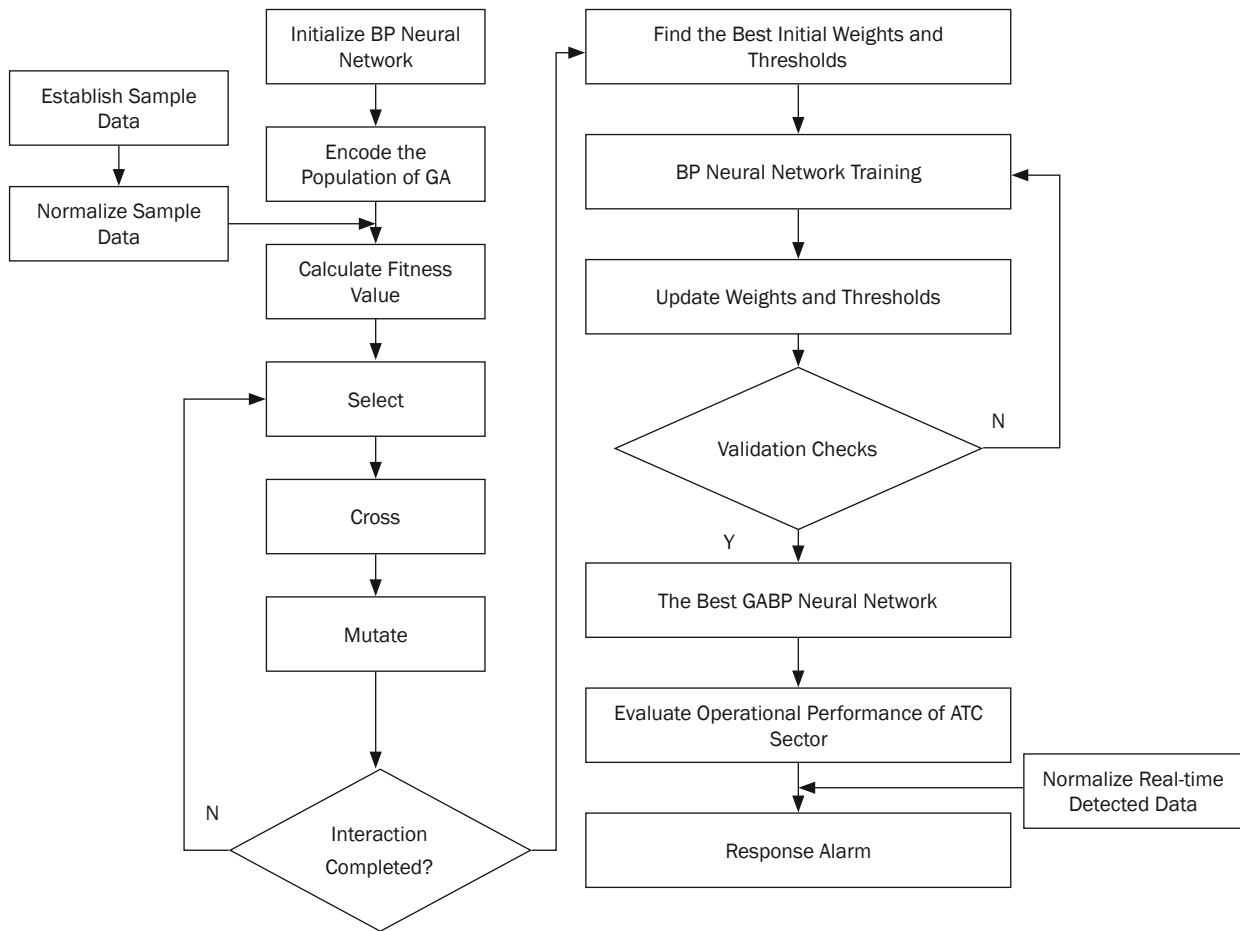 Initialize BP Neural
Network
Establish Sample
Data
Encode the
Population of GA
Normalize Sample
Data
Calculate Fitness
Value
Select
Cross
Mutate
N
Interaction
Completed?
Find the Best Initial Weights and
Thresholds
BP Neural Network Training
Update Weights and Thresholds
N
Validation Checks
Y
The Best GABP Neural Network
Evaluate Operational Performance of ATC
Sector
Normalize Real-time
Detected Data
Response Alarm